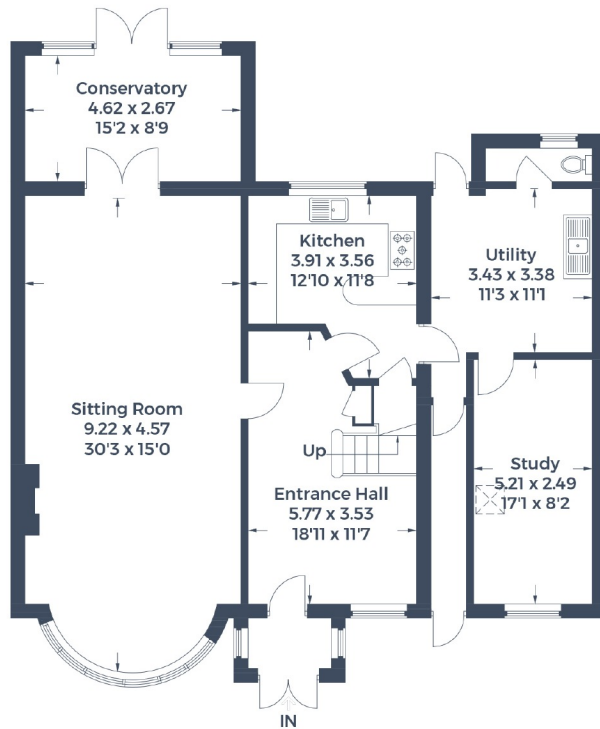 Conservatory
4.62 x 2.67
15'2 x 8'9
Kitchen
3.91 x 3.56
12'10 x 11'8
Utility
3.43 x 3.38
11'3 x 11'1
Sitting Room
9.22 x 4.57
30'3 x 15'0
Up
Study
5.21 x 2.49
17'1 x 8'2
Entrance Hall
5.77 x 3.53
18'11 x 11'7
IN